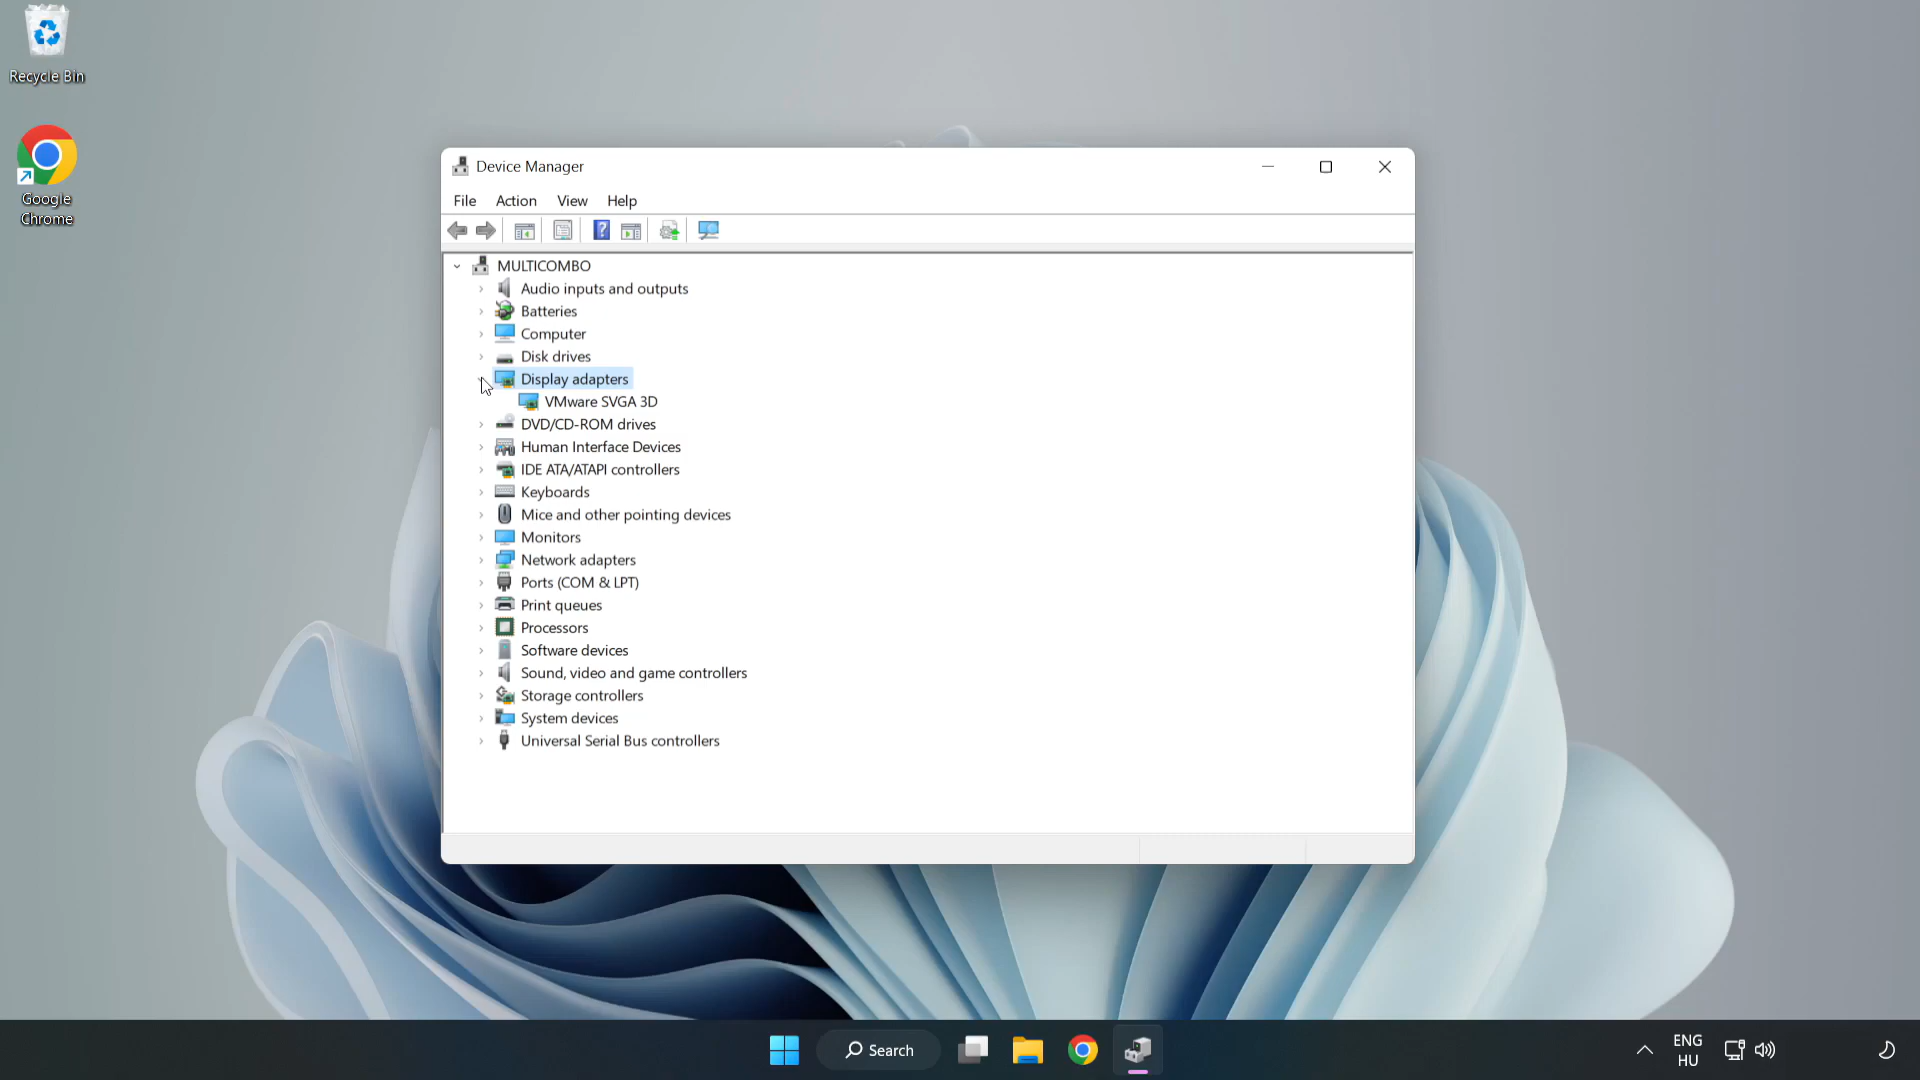 Recycle Bin
Google
Chrome
Device Manager
File Action View Help
MULTICOMBO
Audio inputs and outputs
Batteries
Computer
Disk drives
Display adapters
VMware SVGA 3D
DVD/CD-ROM drives
Human Interface Devices
IDE ATA/ATAPI controllers
Keyboards
Mice and other pointing devices
Monitors
Network adapters
Ports (COM & LPT)
Print queues
Processors
Software devices
Sound, video and game controllers
Storage controllers
System devices
Universal Serial Bus controllers
Search
ENG
HU